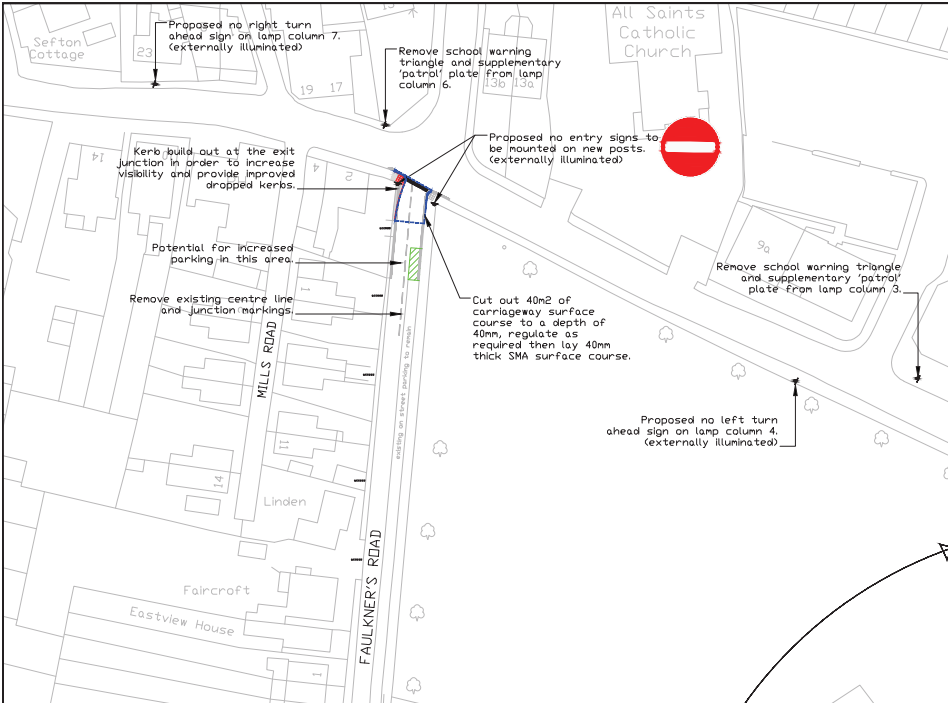 Proposed no right turn
ahead sign on lamp column 7.
(externally illuminated)
Sefton
Cottage
23
19
17
Remove school warning
triangle and supplementary
'patrol' plate from lamp
column 6.
13b
13a
All Saints
Catholic
Church
Proposed no entry signs to
be mounted on new posts.
(externally illuminated)
Kerb build out at the exit
junction in order to increase
visibility and provide improved
dropped kerbs.
14
10
4
2
9a
Potential for increased
parking in this area.
Remove school warning triangle
and supplementary 'patrol'
plate from lamp column 3.
Remove existing centre line
and junction markings.
1
Cut out 40m2 of
carriageway surface
course to a depth of
40mm, regulate as
required then lay 40mm
thick SMA surface course.
MILLS ROAD
existing on street parking to remain
Proposed no left turn
ahead sign on lamp column 4.
(externally illuminated)
11
14
Linden
FAULKNER'S ROAD
Faircroft
Eastview House
1